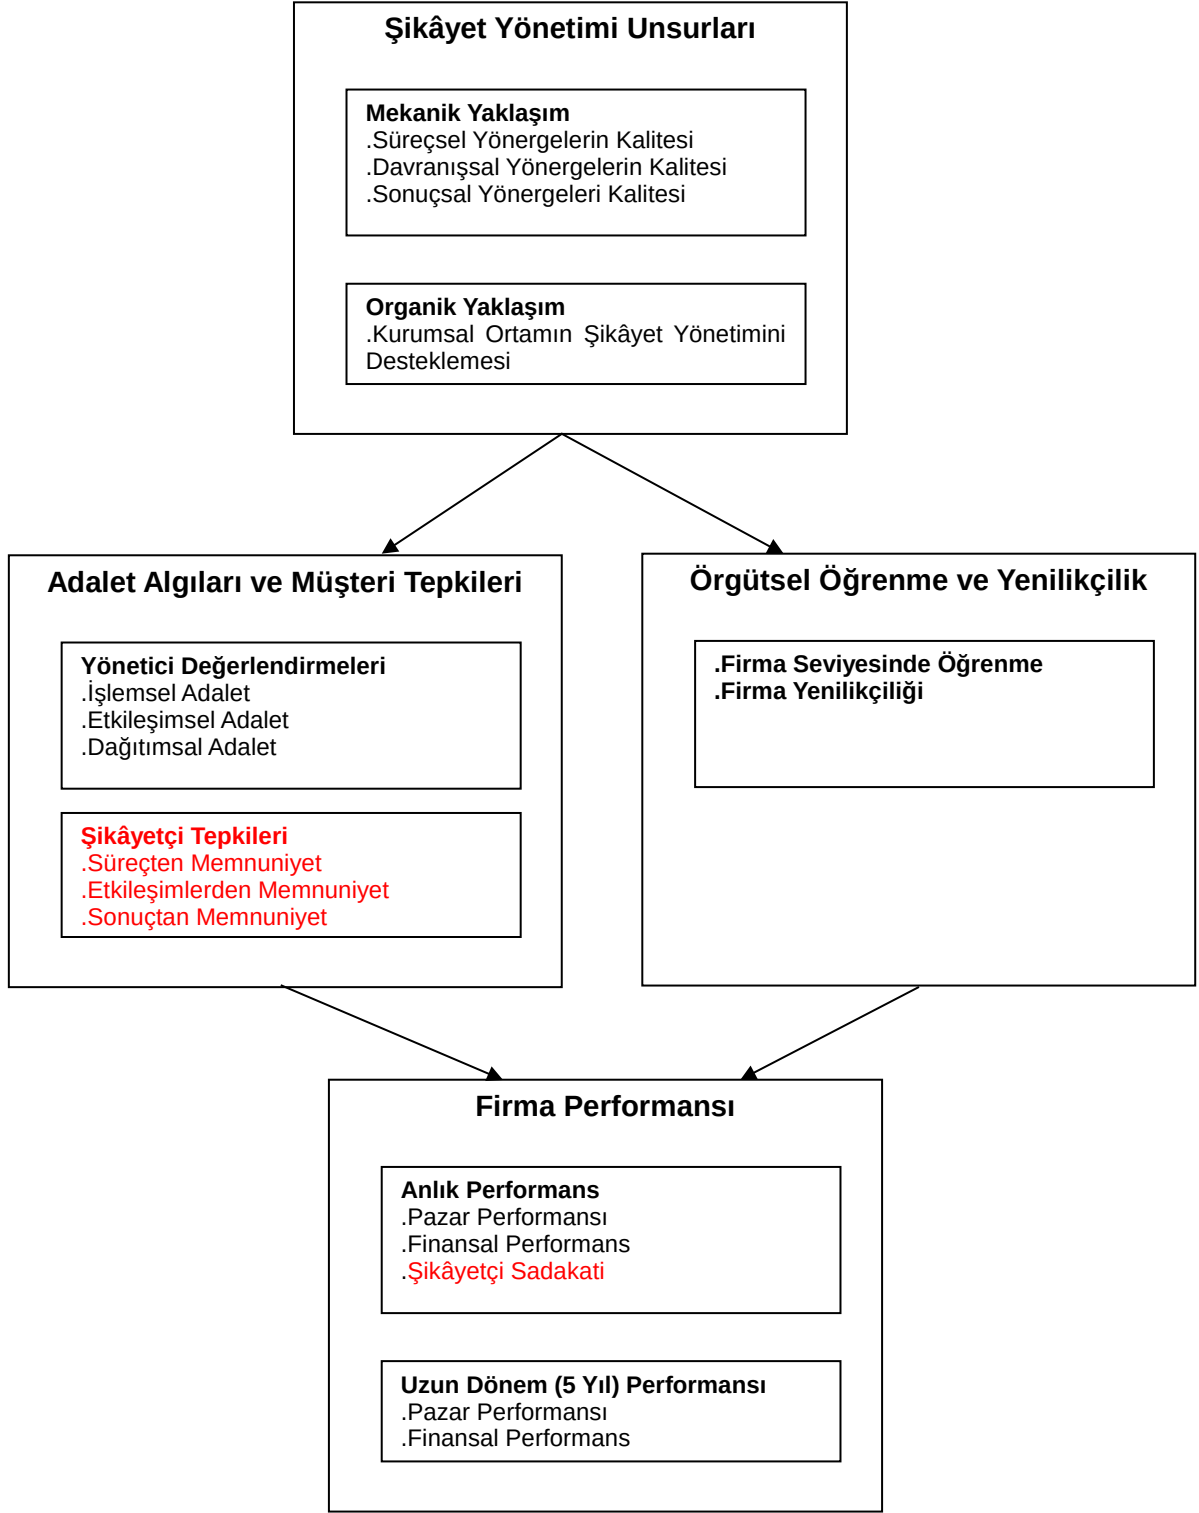 Şikâyet Yönetimi Unsurları
Mekanik Yaklaşım
.Süreçsel Yönergelerin Kalitesi
.Davranışsal Yönergelerin Kalitesi
.Sonuçsal Yönergeleri Kalitesi
Organik Yaklaşım
.Kurumsal Ortamın Şikâyet Yönetimini
Desteklemesi
Adalet Algıları ve Müşteri Tepkileri
Yönetici Değerlendirmeleri
.İşlemsel Adalet
.Etkileşimsel Adalet
.Dağıtımsal Adalet
Şikâyetçi Tepkileri
.Süreçten Memnuniyet
.Etkileşimlerden Memnuniyet
.Sonuçtan Memnuniyet
Örgütsel Öğrenme ve Yenilikçilik
.Firma Seviyesinde Öğrenme
.Firma Yenilikçiliği
Firma Performansı
Anlık Performans
.Pazar Performansı
.Finansal Performans
.Şikâyetçi Sadakati
Uzun Dönem (5 Yıl) Performansı
.Pazar Performansı
.Finansal Performans